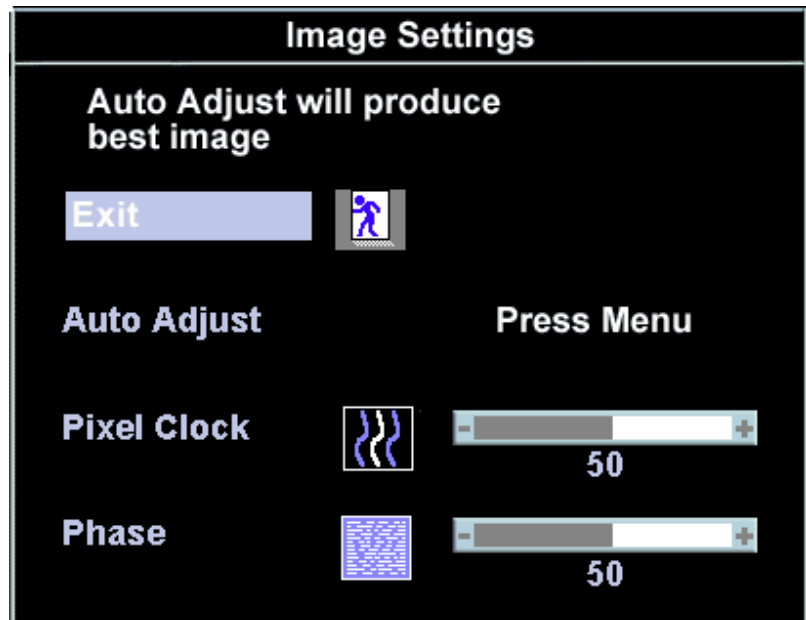 Image Settings
Auto Adjust will produce
best image
Exit
Auto Adjust Press Menu
Pixel Clock - +
50
Phase - +
50